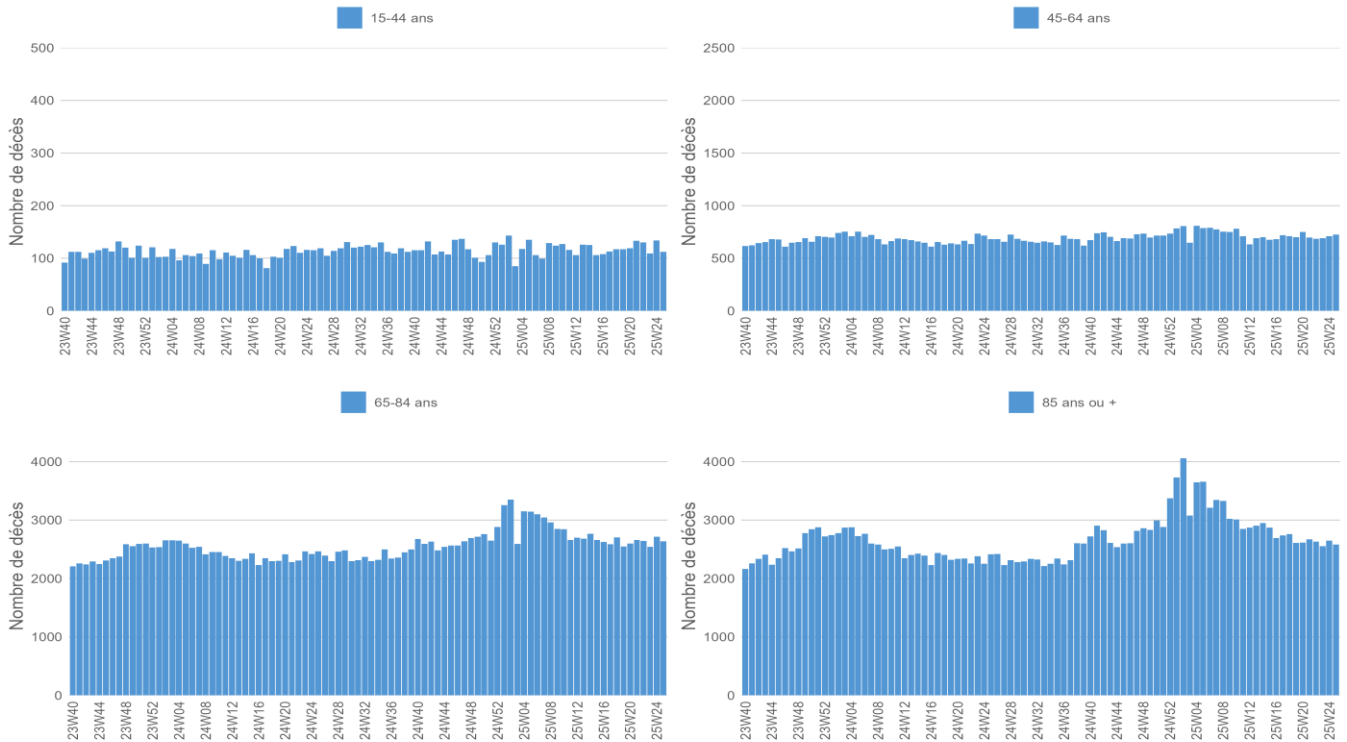 15-44 ans
500
400
300
200
100
0
Nombre de décès
23W40
23W44
23W48
23W52
24W04
24W08
24W12
24W16
24W20
24W24
24W28
24W32
24W36
24W40
24W44
24W48
24W52
25W04
25W08
25W12
25W16
25W20
25W24
45-64 ans
2500
2000
1500
1000
500
0
Nombre de décès
23W40
23W44
23W48
23W52
24W04
24W08
24W12
24W16
24W20
24W24
24W28
24W32
24W36
24W40
24W44
24W48
24W52
25W04
25W08
25W12
25W16
25W20
25W24
65-84 ans
4000
3000
2000
1000
0
Nombre de décès
23W40
23W44
23W48
23W52
24W04
24W08
24W12
24W16
24W20
24W24
24W28
24W32
24W36
24W40
24W44
24W48
24W52
25W04
25W08
25W12
25W16
25W20
25W24
85 ans ou +
4000
3000
2000
1000
0
Nombre de décès
23W40
23W44
23W48
23W52
24W04
24W08
24W12
24W16
24W20
24W24
24W28
24W32
24W36
24W40
24W44
24W48
24W52
25W04
25W08
25W12
25W16
25W20
25W24